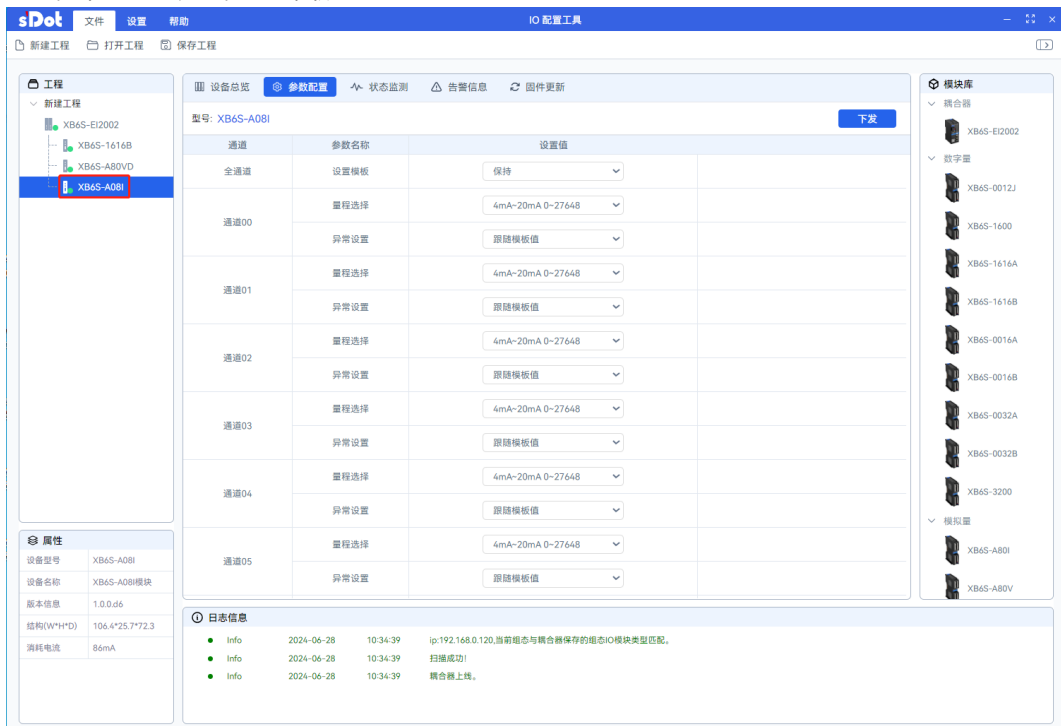 sDot 文件 设置 帮助 IO 配置工具
新建工程 打开工程 保存工程
工程
新建工程
XB6S-EI2002
XB6S-1616B
XB6S-A80VD
XB6S-A08I
设备总览 参数配置 状态监测 告警信息 固件更新
型号: XB6S-A08I 下发
通道 参数名称 设置值
全通道 设置模板 保持
通道00
量程选择 4mA~20mA 0~27648
异常设置 跟随模板值
通道01
量程选择 4mA~20mA 0~27648
异常设置 跟随模板值
通道02
量程选择 4mA~20mA 0~27648
异常设置 跟随模板值
通道03
量程选择 4mA~20mA 0~27648
异常设置 跟随模板值
通道04
量程选择 4mA~20mA 0~27648
异常设置 跟随模板值
通道05
量程选择 4mA~20mA 0~27648
异常设置 跟随模板值
模块库
耦合器
XB6S-EI2002
数字量
XB6S-0012J
XB6S-1600
XB6S-1616A
XB6S-1616B
XB6S-0016A
XB6S-0016B
XB6S-0032A
XB6S-0032B
XB6S-3200
模拟量
XB6S-A80I
XB6S-A80V
属性
设备型号 XB6S-A08I
设备名称 XB6S-A08I模块
版本信息 1.0.0.d6
结构(W*H*D) 106.4*25.7*72.3
消耗电流 86mA
日志信息
Info 2024-06-28 10:34:39 ip:192.168.0.120,当前组态与耦合器保存的组态IO模块类型匹配。
Info 2024-06-28 10:34:39 扫描成功!
Info 2024-06-28 10:34:39 耦合器上线。